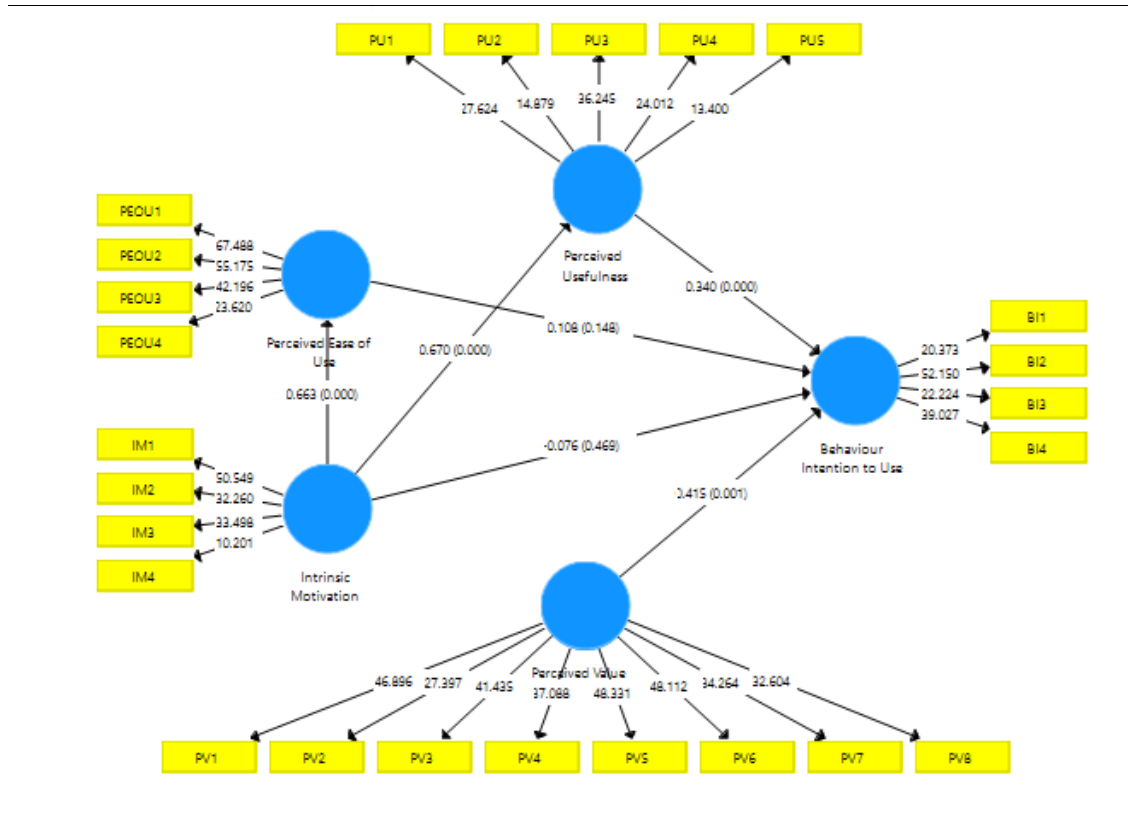 PU1 PU2 PU3 PU4 PU5
27.624 14.879 36.245 24.012 13.400
Perceived
Usefulness
PEOU1
PEOU2
PEOU3
PEOU4
67.488
55.175
42.196
23.620
Perceived Ease of
Use
0.663 (0.000)
0.670 (0.000)
0.340 (0.000)
0.108 (0.148)
-0.076 (0.469)
0.415 (0.001)
BI1
BI2
BI3
BI4
20.373
52.150
22.224
39.027
Behaviour
Intention to Use
IM1
IM2
IM3
IM4
50.549
32.260
33.498
10.201
Intrinsic
Motivation
Perceived Value
46.896 27.397 41.435 37.088 48.331 48.112 34.264 32.604
PV1 PV2 PV3 PV4 PV5 PV6 PV7 PV8